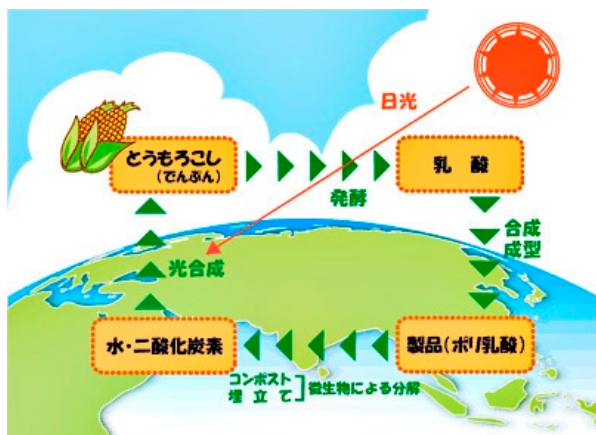 日光
とうもろこし
(でんぷん)
発酵
乳酸
合成
成型
光合成
水・二酸化炭素
製品(ポリ乳酸)
コンポスト
埋立て
微生物による分解